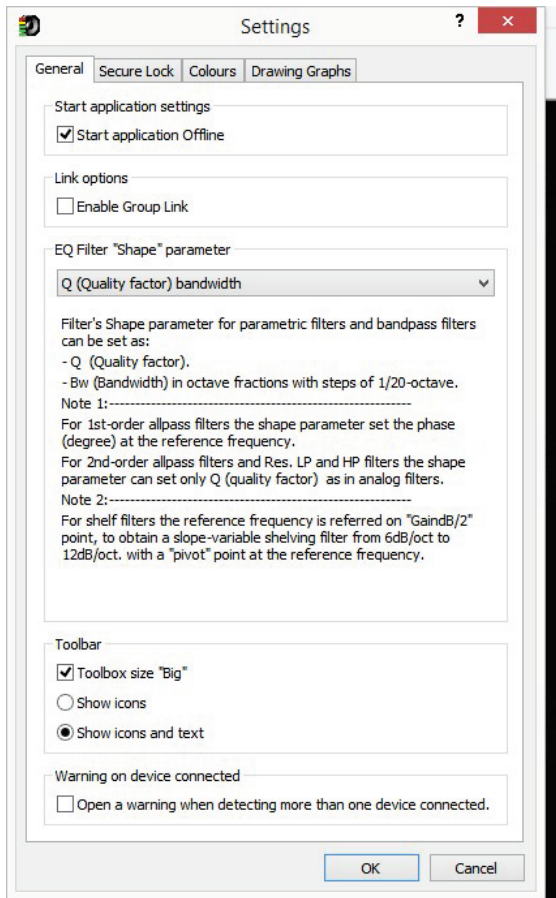 Settings
?
General Secure Lock Colours Drawing Graphs
Start application settings
Start application Offline
Link options
Enable Group Link
EQ Filter "Shape" parameter
Q (Quality factor) bandwidth
Filter's Shape parameter for parametric filters and bandpass filters
can be set as:
- Q  (Quality factor).
- Bw (Bandwidth) in octave fractions with steps of 1/20-octave.
Note 1:----------------------------------------------------------
For 1st-order allpass filters the shape parameter set the phase
(degree) at the reference frequency.
For 2nd-order allpass filters and Res. LP and HP filters the shape
parameter can set only Q (quality factor)  as in analog filters.
Note 2:----------------------------------------------------------
For shelf filters the reference frequency is referred on "GaindB/2"
point, to obtain a slope-variable shelving filter from 6dB/oct to
12dB/oct. with a "pivot" point at the reference frequency.
Toolbar
Toolbox size "Big"
Show icons
Show icons and text
Warning on device connected
Open a warning when detecting more than one device connected.
OK Cancel